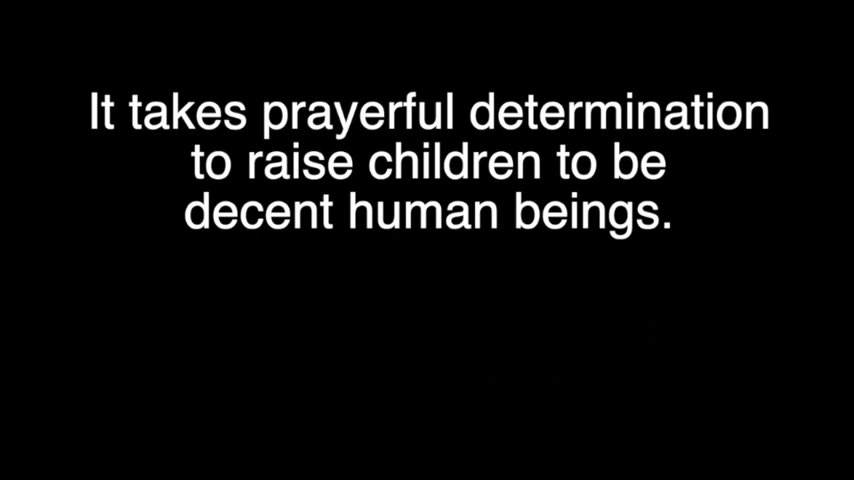 It takes prayerful determination
to raise children to be
decent human beings.